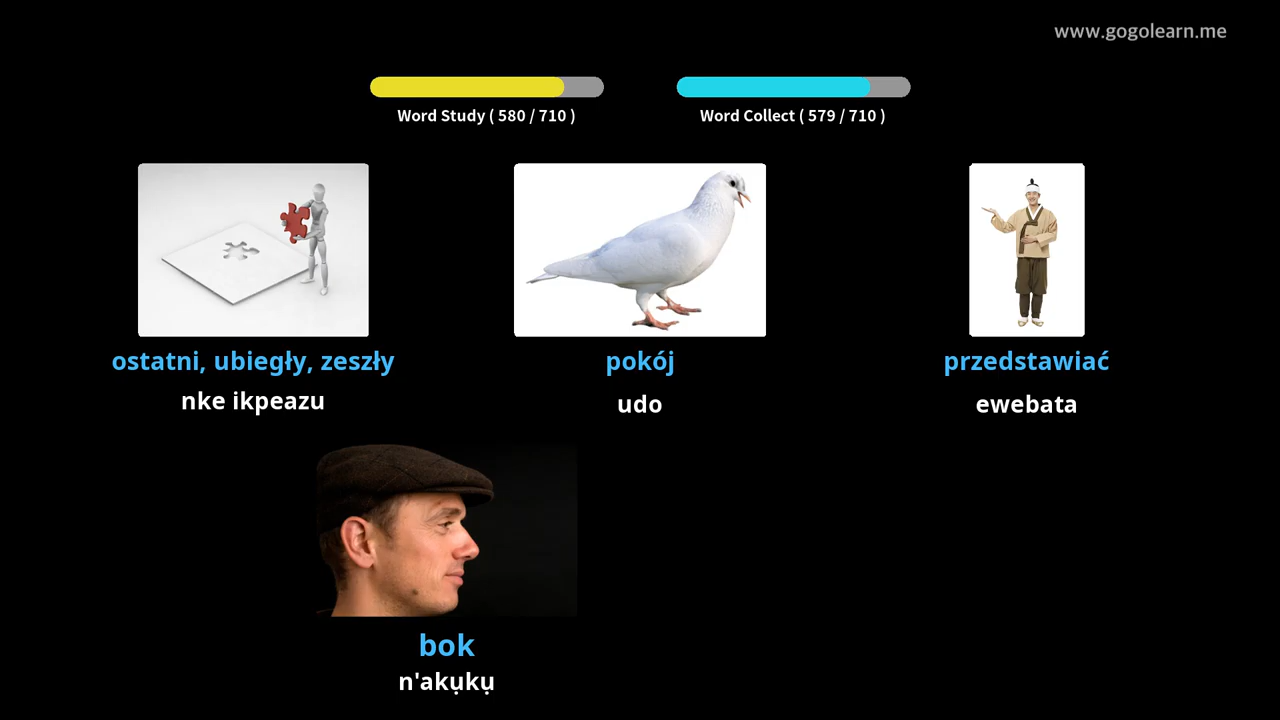 www.gogolearn.me
Word Study ( 580 / 710 )
Word Collect ( 579 / 710 )
ostatni, ubiegły, zeszły
nke ikpeazu
pokój
udo
przedstawiać
ewebata
bok
n'akụkụ